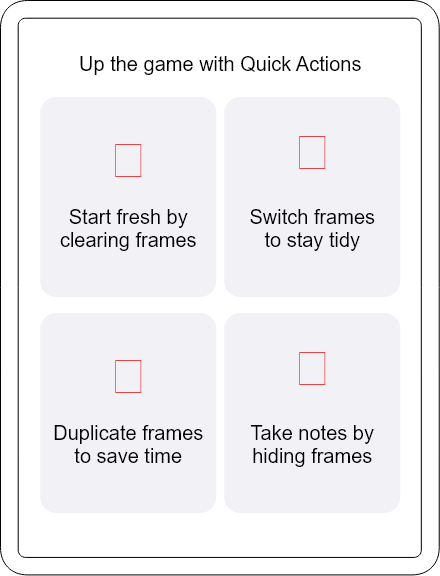 Up the game with Quick Actions
Start fresh by
clearing frames
Switch frames
to stay tidy
Duplicate frames
to save time
Take notes by
hiding frames